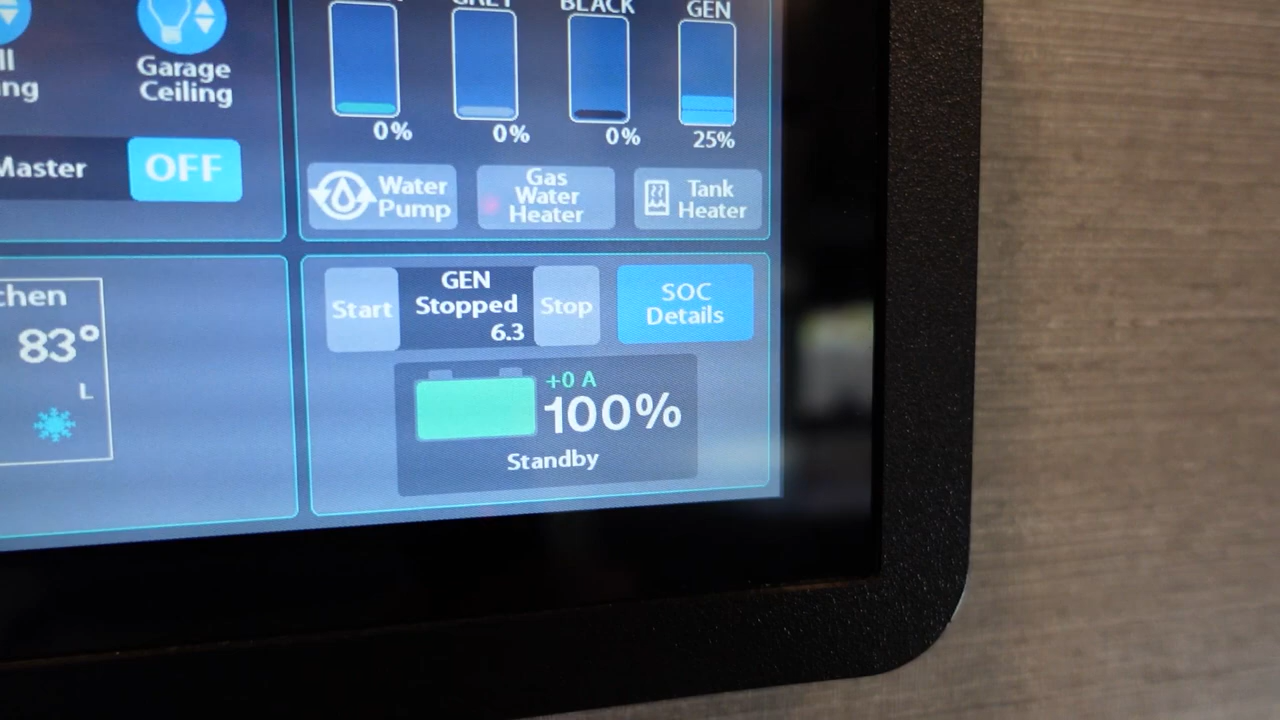 GREY
BLACK
GEN
Garage
Ceiling
0%
0%
0%
25%
Master
OFF
Water
Pump
Gas
Water
Heater
Tank
Heater
Start
GEN
Stopped
6.3
Stop
SOC
Details
83°
L
+0 A
100%
Standby